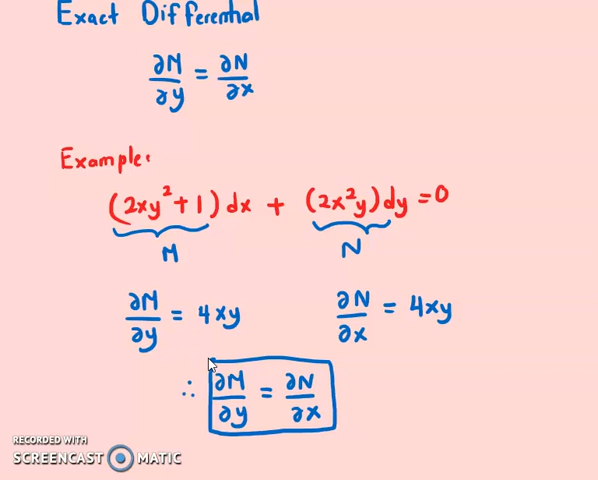 Exact Differential
∂M/∂y = ∂N/∂x
Example:
(2xy²+1)dx + (2x²y)dy = 0
M N
∂M/∂y = 4xy ∂N/∂x = 4xy
∴ ∂M/∂y = ∂N/∂x
RECORDED WITH
SCREENCAST MATIC